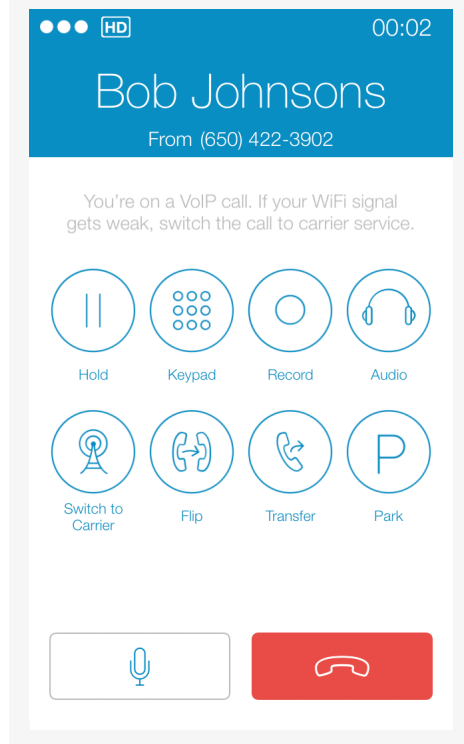 HD 00:02
Bob Johnsons
From (650) 422-3902
You're on a VoIP call. If your WiFi signal
gets weak, switch the call to carrier service.
Hold Keypad Record Audio
P
Switch to
Carrier Flip Transfer Park